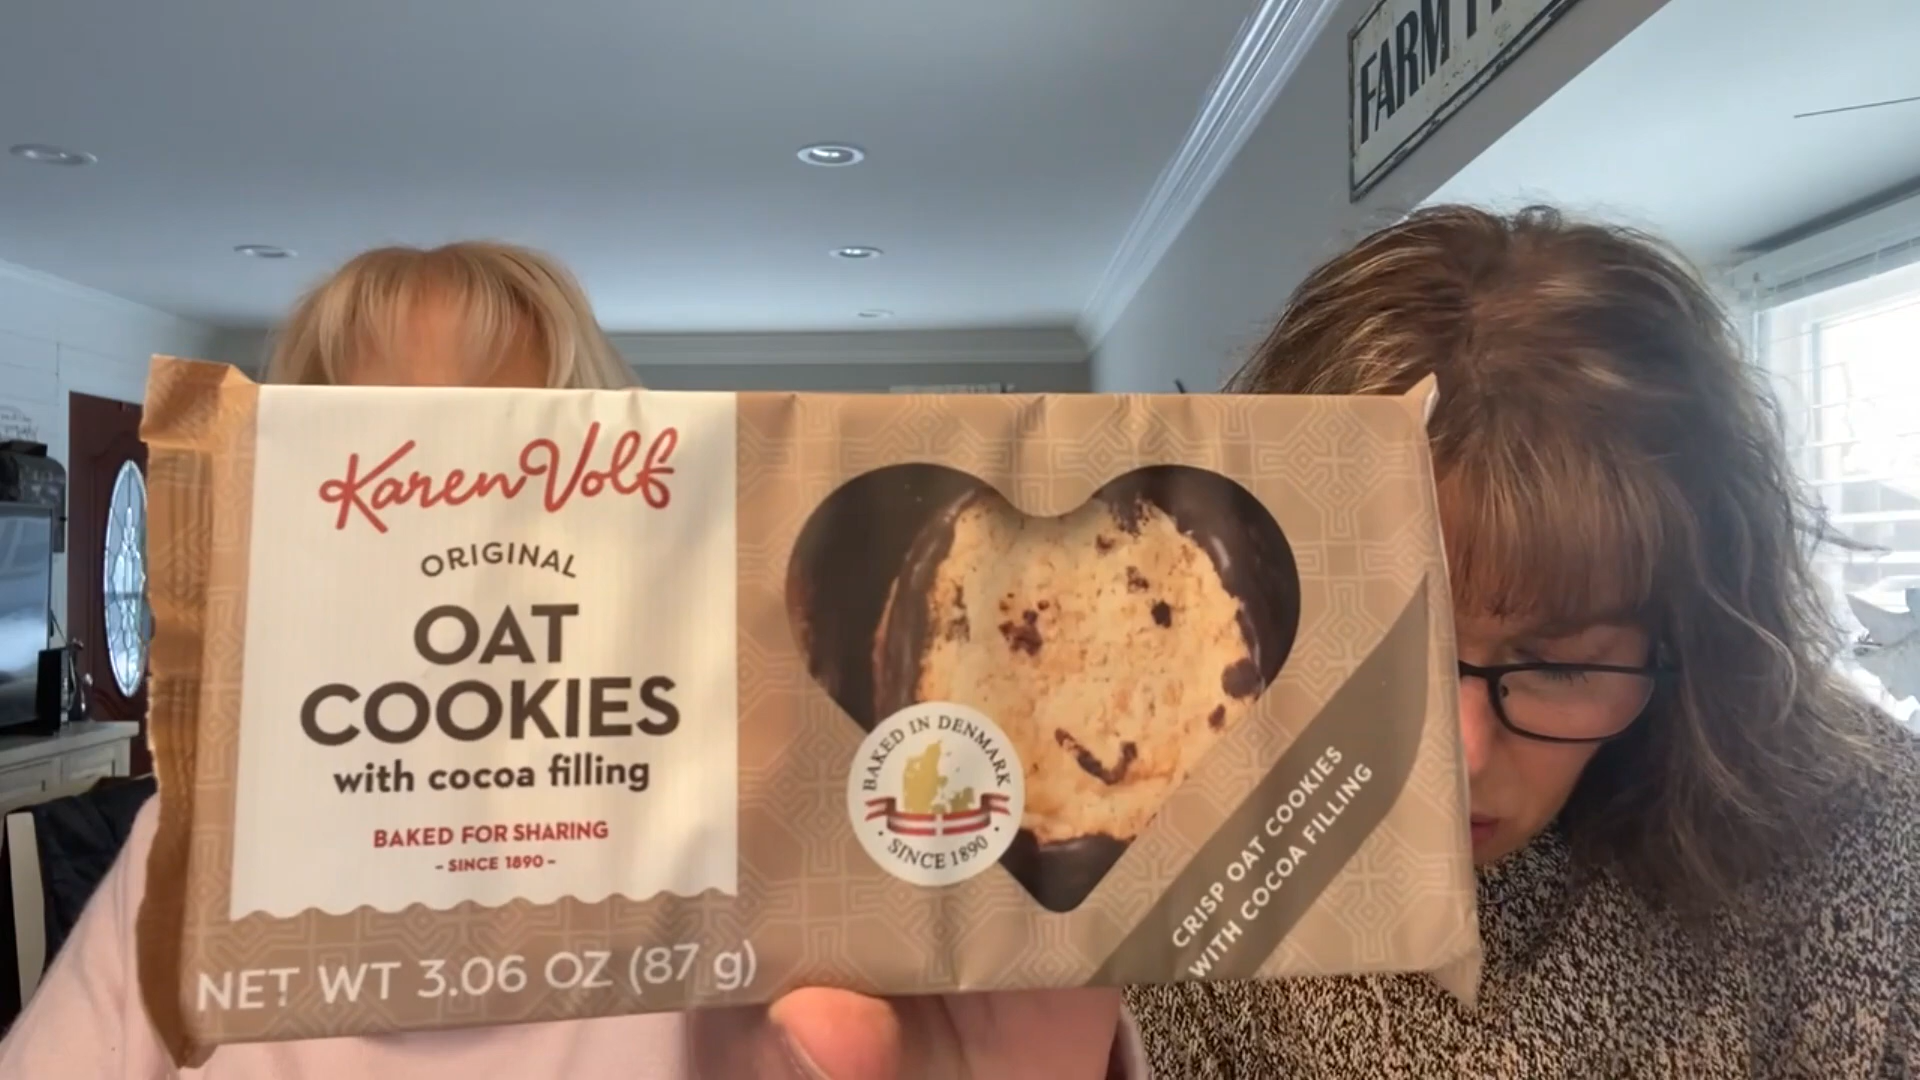 FARM
Karen Volf
ORIGINAL
OAT
COOKIES
with cocoa filling
BAKED FOR SHARING
- SINCE 1890 -
NET WT 3.06 OZ (87 g)
BAKED IN DENMARK
· SINCE 1890 ·
CRISP OAT COOKIES
WITH COCOA FILLING